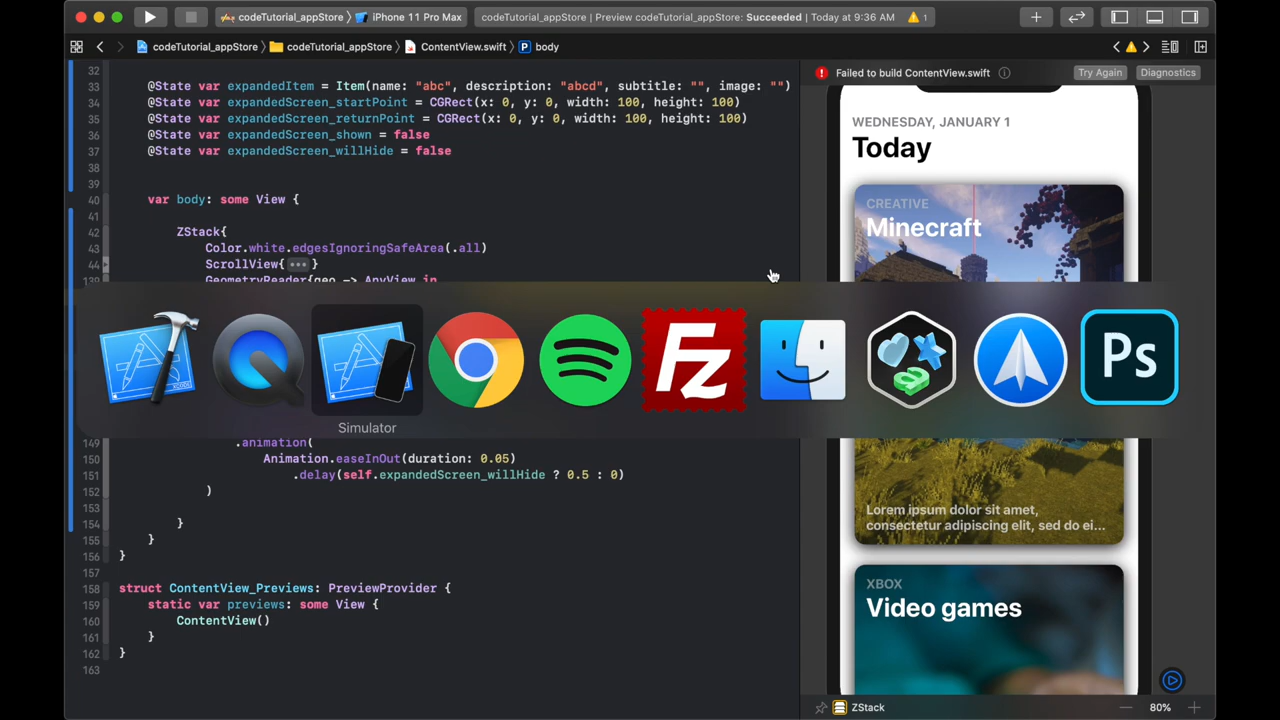 codeTutorial_appStore
iPhone 11 Pro Max
codeTutorial_appStore | Preview codeTutorial_appStore: Succeeded | Today at 9:36 AM
1
codeTutorial_appStore
codeTutorial_appStore
ContentView.swift
P body
32
33 @State var expandedItem = Item(name: "abc", description: "abcd", subtitle: "", image: "")
34 @State var expandedScreen_startPoint = CGRect(x: 0, y: 0, width: 100, height: 100)
35 @State var expandedScreen_returnPoint = CGRect(x: 0, y: 0, width: 100, height: 100)
36 @State var expandedScreen_shown = false
37 @State var expandedScreen_willHide = false
38
39
40 var body: some View {
41
42 ZStack{
43 Color.white.edgesIgnoringSafeArea(.all)
44 ScrollView{ ••• }
139 GeometryReader{geo -> AnyView in
Simulator
149 .animation(
150 Animation.easeInOut(duration: 0.05)
151 .delay(self.expandedScreen_willHide ? 0.5 : 0)
152 )
153
154 }
155 }
156 }
157
158 struct ContentView_Previews: PreviewProvider {
159 static var previews: some View {
160 ContentView()
161 }
162 }
163
Failed to build ContentView.swift
Try Again
Diagnostics
WEDNESDAY, JANUARY 1
Today
CREATIVE
Minecraft
Fz
Ps
Lorem ipsum dolor sit amet,
consectetur adipiscing elit, sed do ei...
XBOX
Video games
ZStack
80%